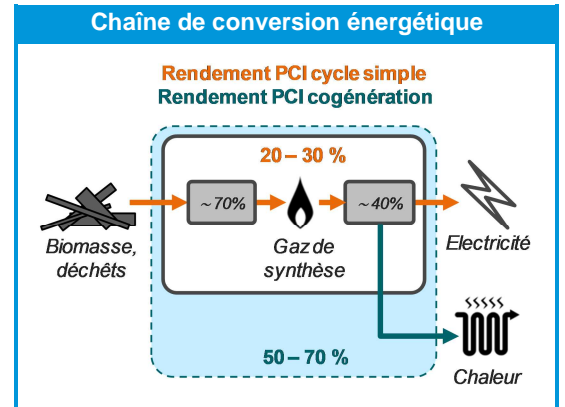 Chaîne de conversion énergétique
Rendement PCI cycle simple
Rendement PCI cogénération
20 – 30 %
~70%
~40%
Biomasse,
déchêts
Gaz de
synthèse
Electricité
50 – 70 %
Chaleur